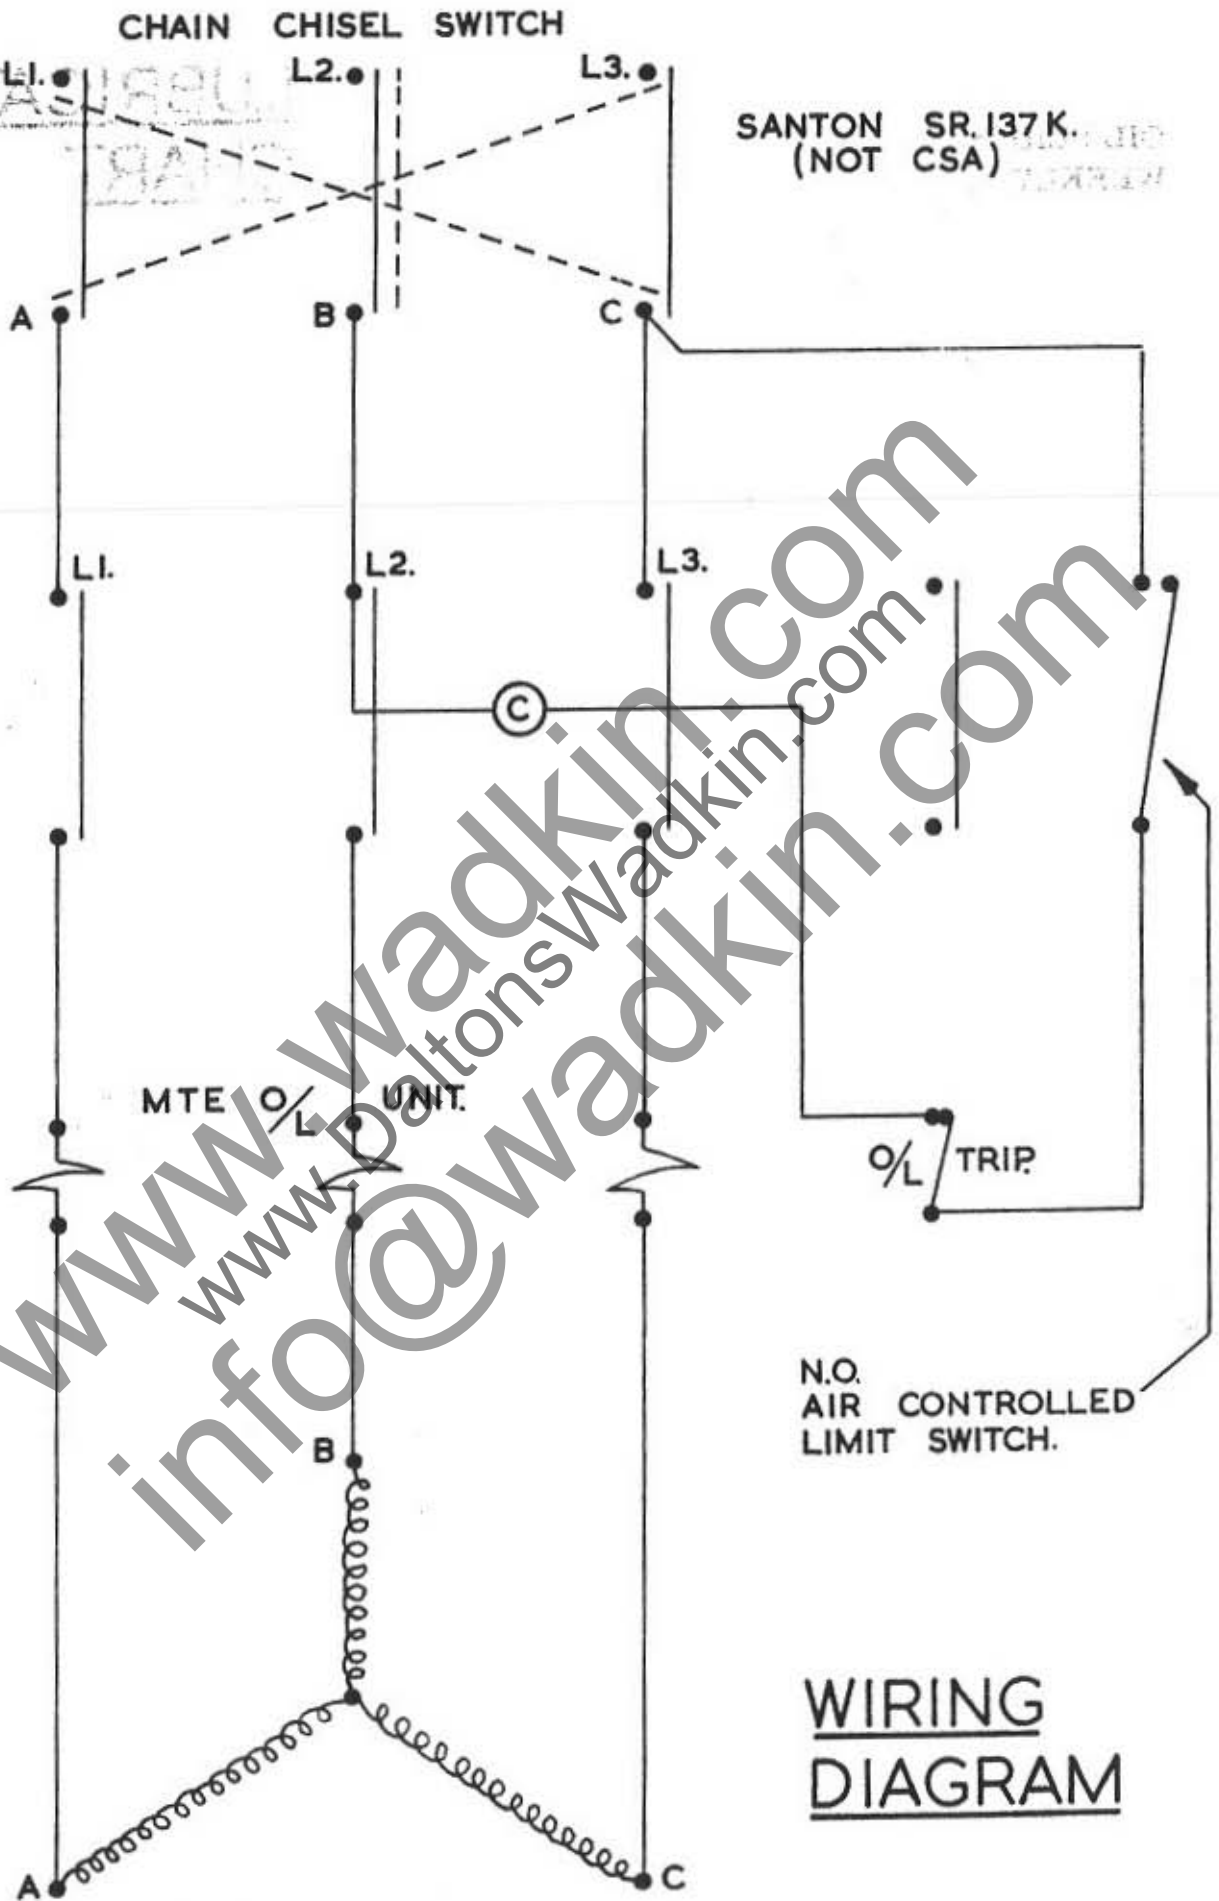 CHAIN CHISEL SWITCH
L1.
L2.
L3.
SANTON SR. 137 K.
(NOT CSA)
A
B
C
L1.
L2.
L3.
C
MTE O/L UNIT.
O/L TRIP.
N.O.
AIR CONTROLLED
LIMIT SWITCH.
B
A
C
WIRING
DIAGRAM
www.wadkin.com
www.DaltonsWadkin.com
info@wadkin.com